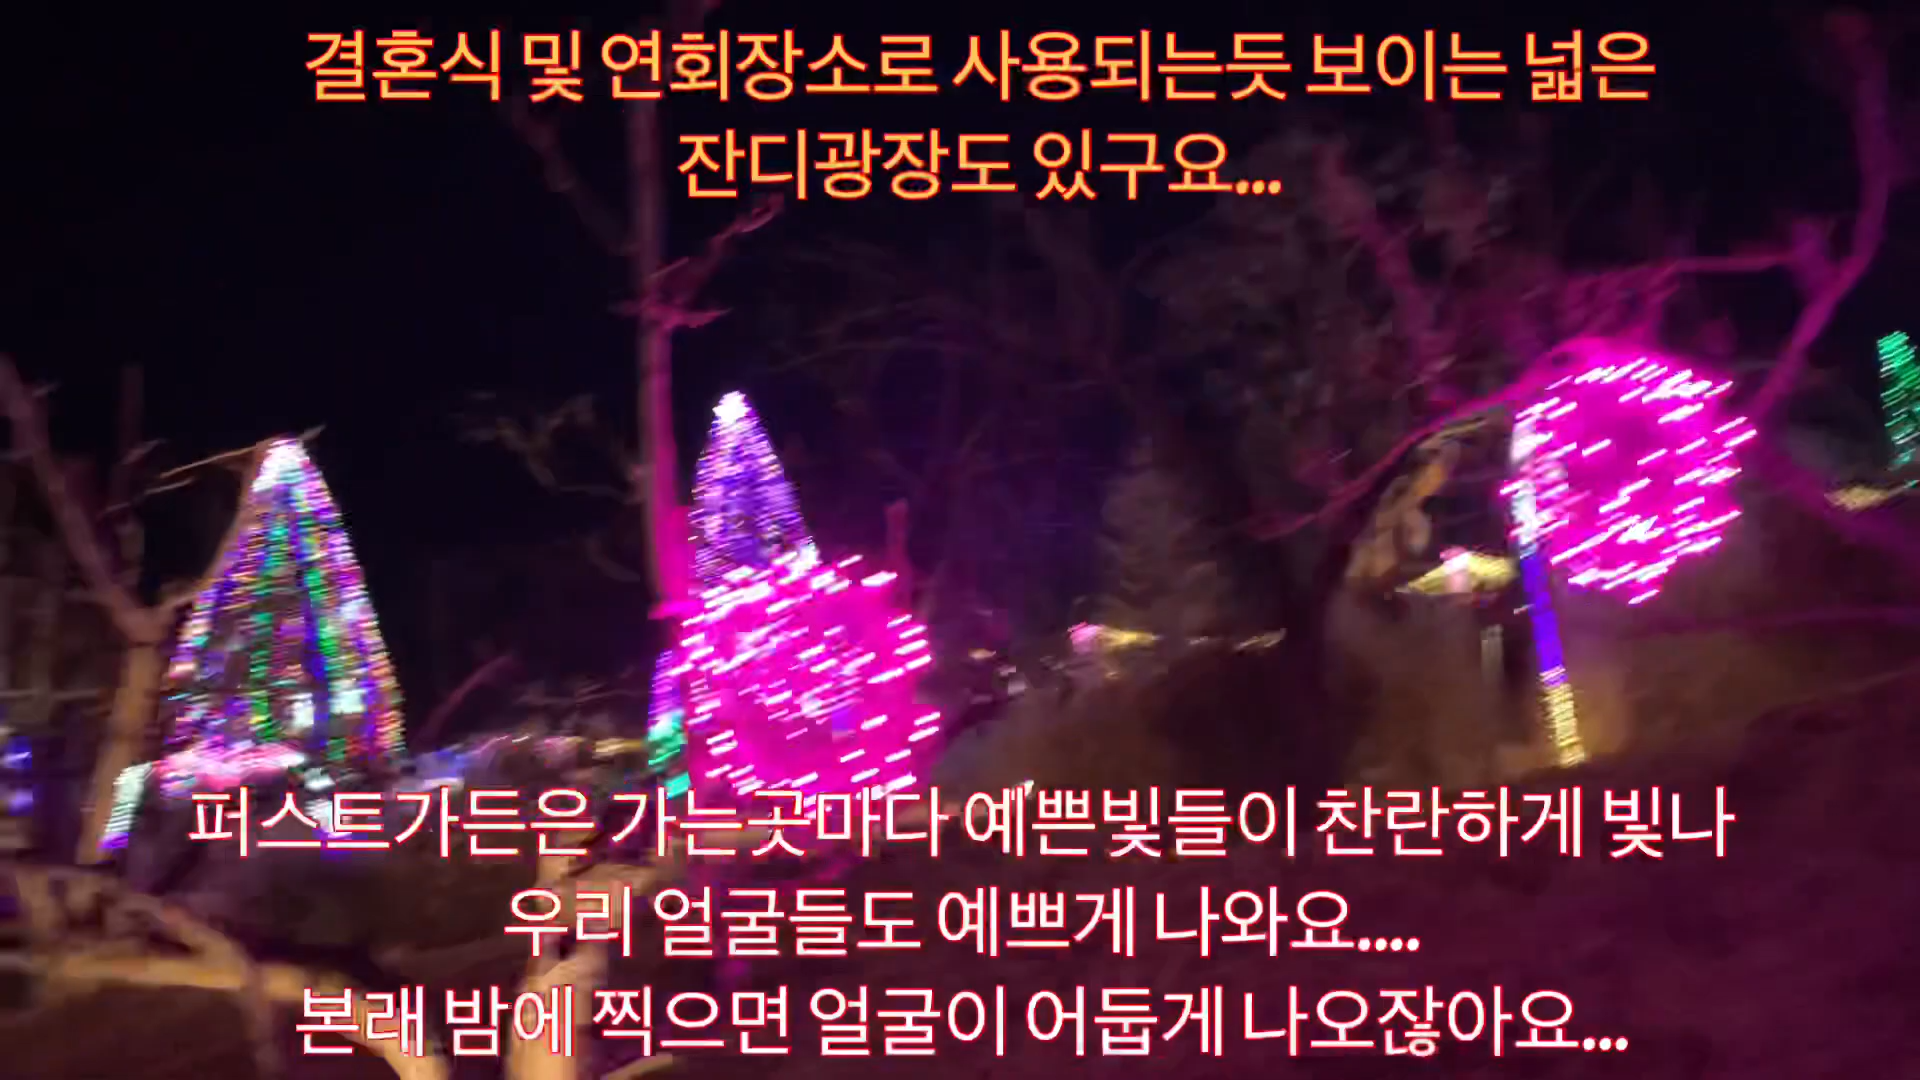 결혼식 및 연회장소로 사용되는듯 보이는 넓은
잔디광장도 있구요...
퍼스트가든은 가는곳마다 예쁜빛들이 찬란하게 빛나
우리 얼굴들도 예쁘게 나와요....
본래 밤에 찍으면 얼굴이 어둡게 나오잖아요...